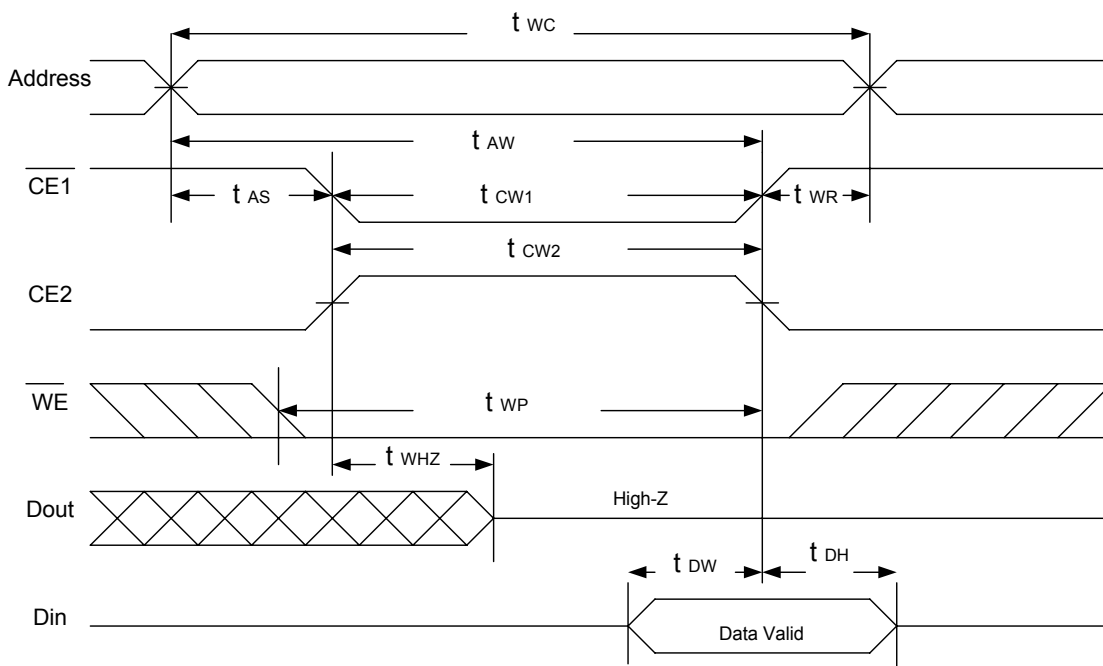 t WC
Address
t AW
CE1
t AS
t CW1
t WR
t CW2
CE2
WE
t WP
t WHZ
Dout
High-Z
t DW
t DH
Din
Data Valid